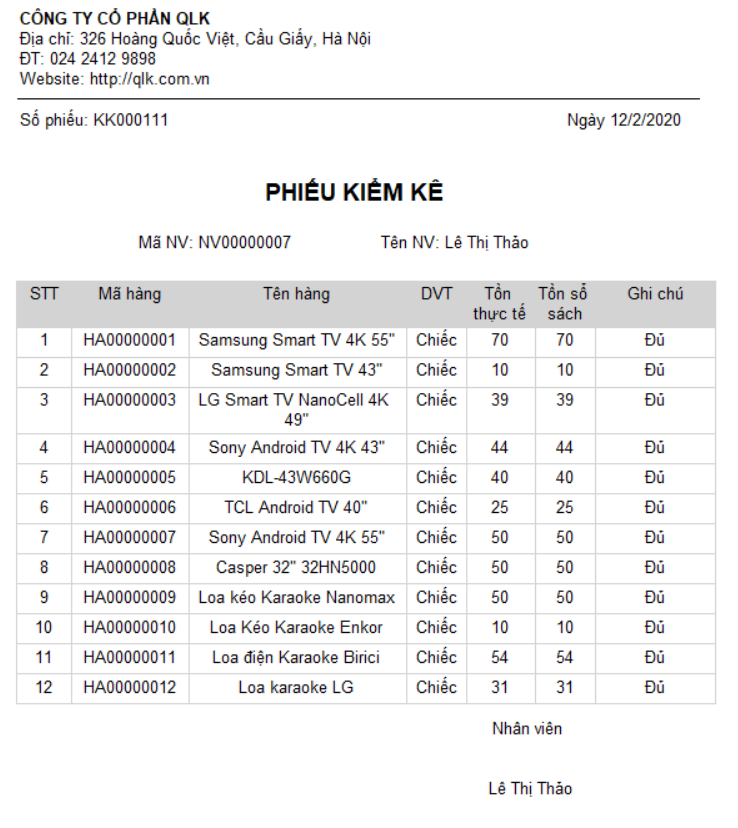 CÔNG TY CỔ PHẦN QLK
Địa chỉ: 326 Hoàng Quốc Việt, Cầu Giấy, Hà Nội
ĐT: 024 2412 9898
Website: http://qlk.com.vn
Số phiếu: KK000111 Ngày 12/2/2020
PHIẾU KIỂM KÊ
Mã NV: NV00000007 Tên NV: Lê Thị Thảo
STT Mã hàng Tên hàng DVT Tồn thực tế Tồn sổ sách Ghi chú
1 HA00000001 Samsung Smart TV 4K 55" Chiếc 70 70 Đủ
2 HA00000002 Samsung Smart TV 43" Chiếc 10 10 Đủ
3 HA00000003 LG Smart TV NanoCell 4K 49" Chiếc 39 39 Đủ
4 HA00000004 Sony Android TV 4K 43" Chiếc 44 44 Đủ
5 HA00000005 KDL-43W660G Chiếc 40 40 Đủ
6 HA00000006 TCL Android TV 40" Chiếc 25 25 Đủ
7 HA00000007 Sony Android TV 4K 55" Chiếc 50 50 Đủ
8 HA00000008 Casper 32" 32HN5000 Chiếc 50 50 Đủ
9 HA00000009 Loa kéo Karaoke Nanomax Chiếc 50 50 Đủ
10 HA00000010 Loa Kéo Karaoke Enkor Chiếc 10 10 Đủ
11 HA00000011 Loa điện Karaoke Birici Chiếc 54 54 Đủ
12 HA00000012 Loa karaoke LG Chiếc 31 31 Đủ
Nhân viên
Lê Thị Thảo